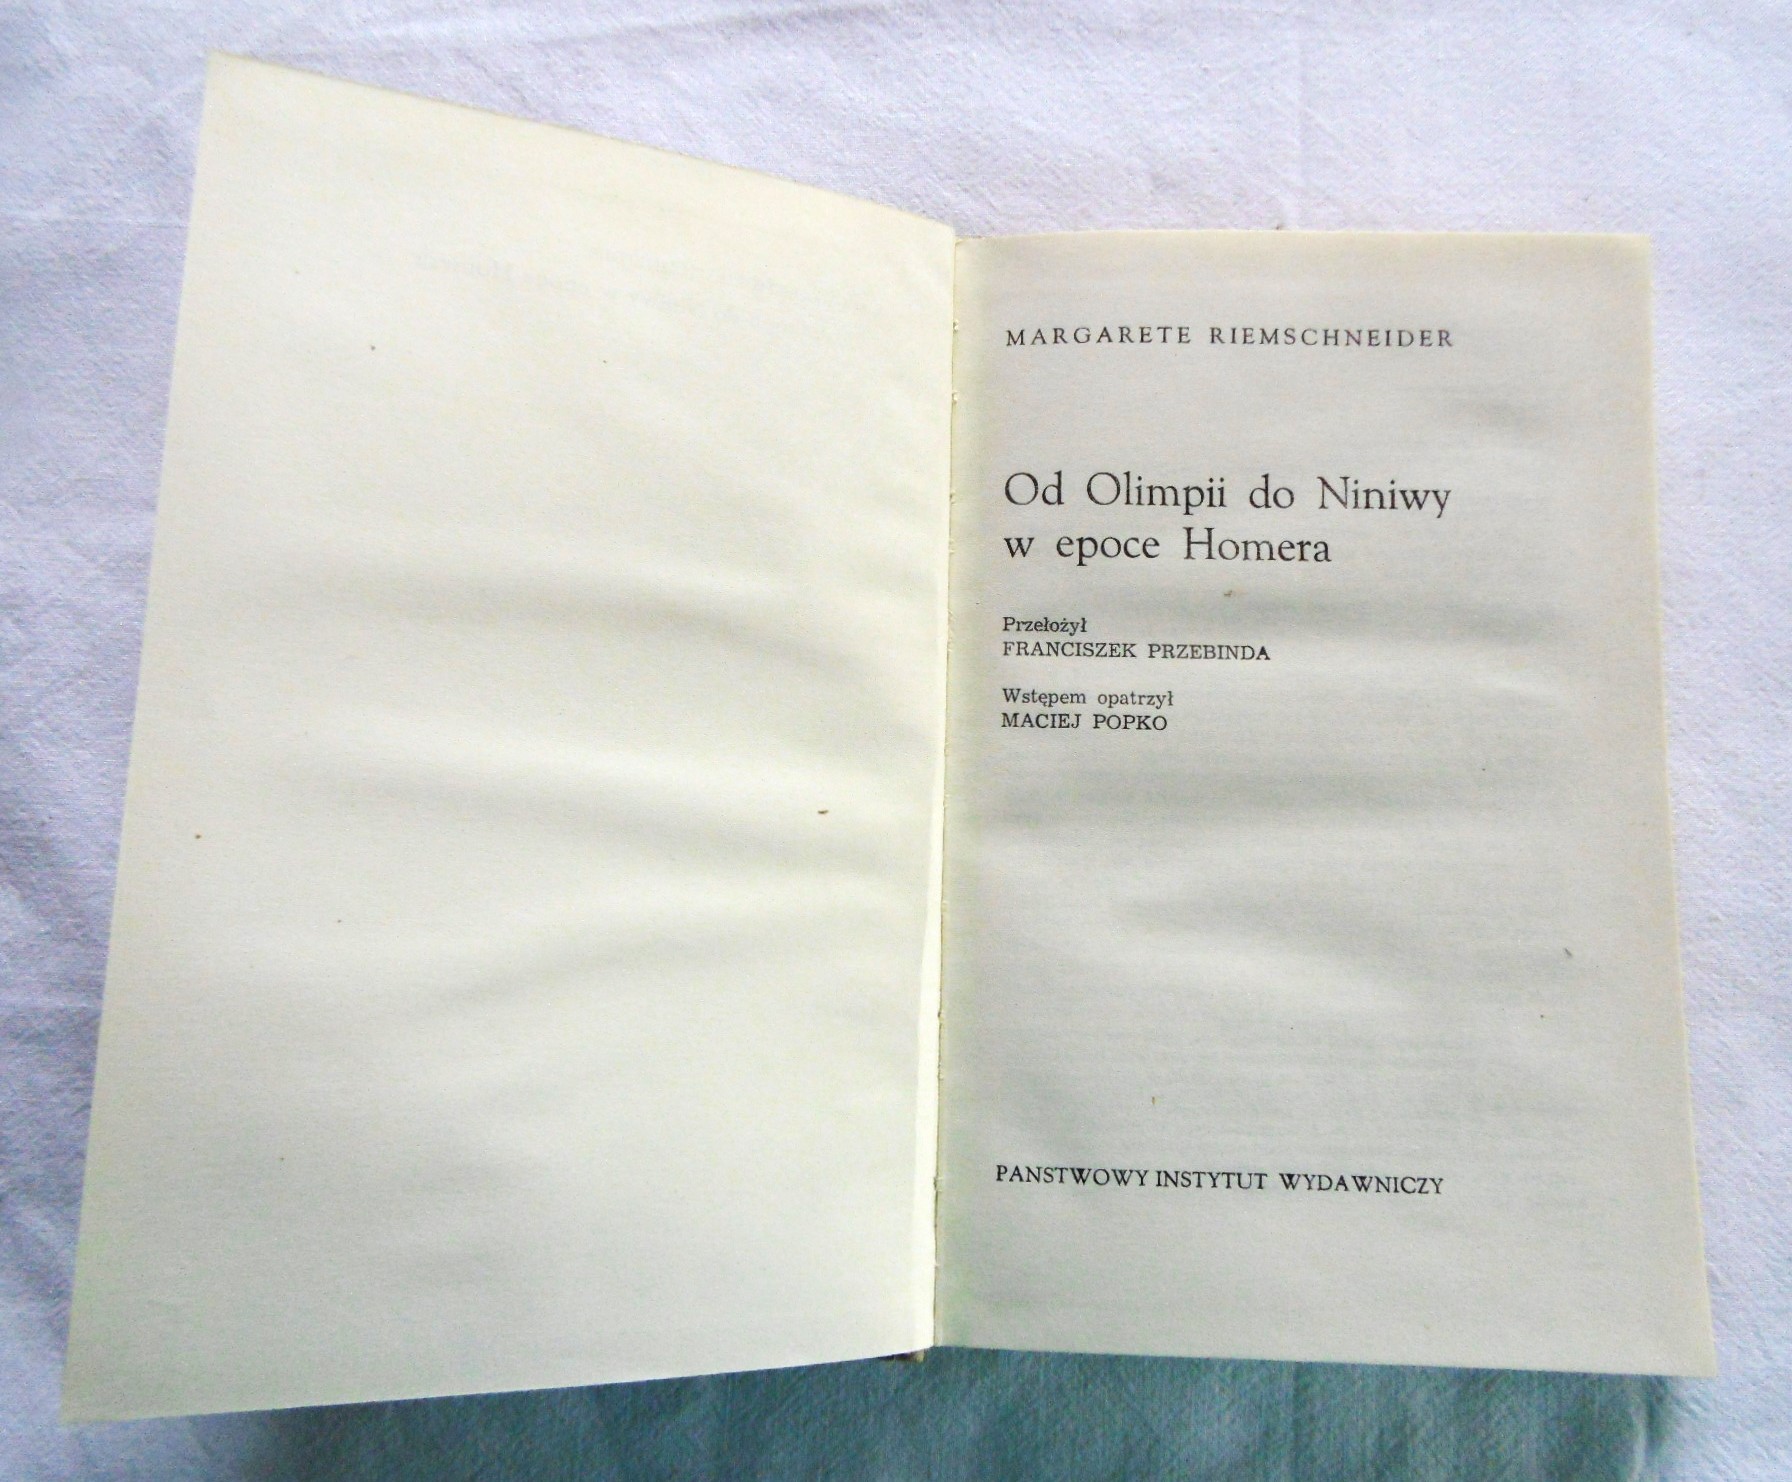 MARGARETE RIEMSCHNEIDER
Od Olimpii do Niniwy
w epoce Homera
Przełożył
FRANCISZEK PRZEBINDA
Wstępem opatrzył
MACIEJ POPKO
PANSTWOWY INSTYTUT WYDAWNICZY